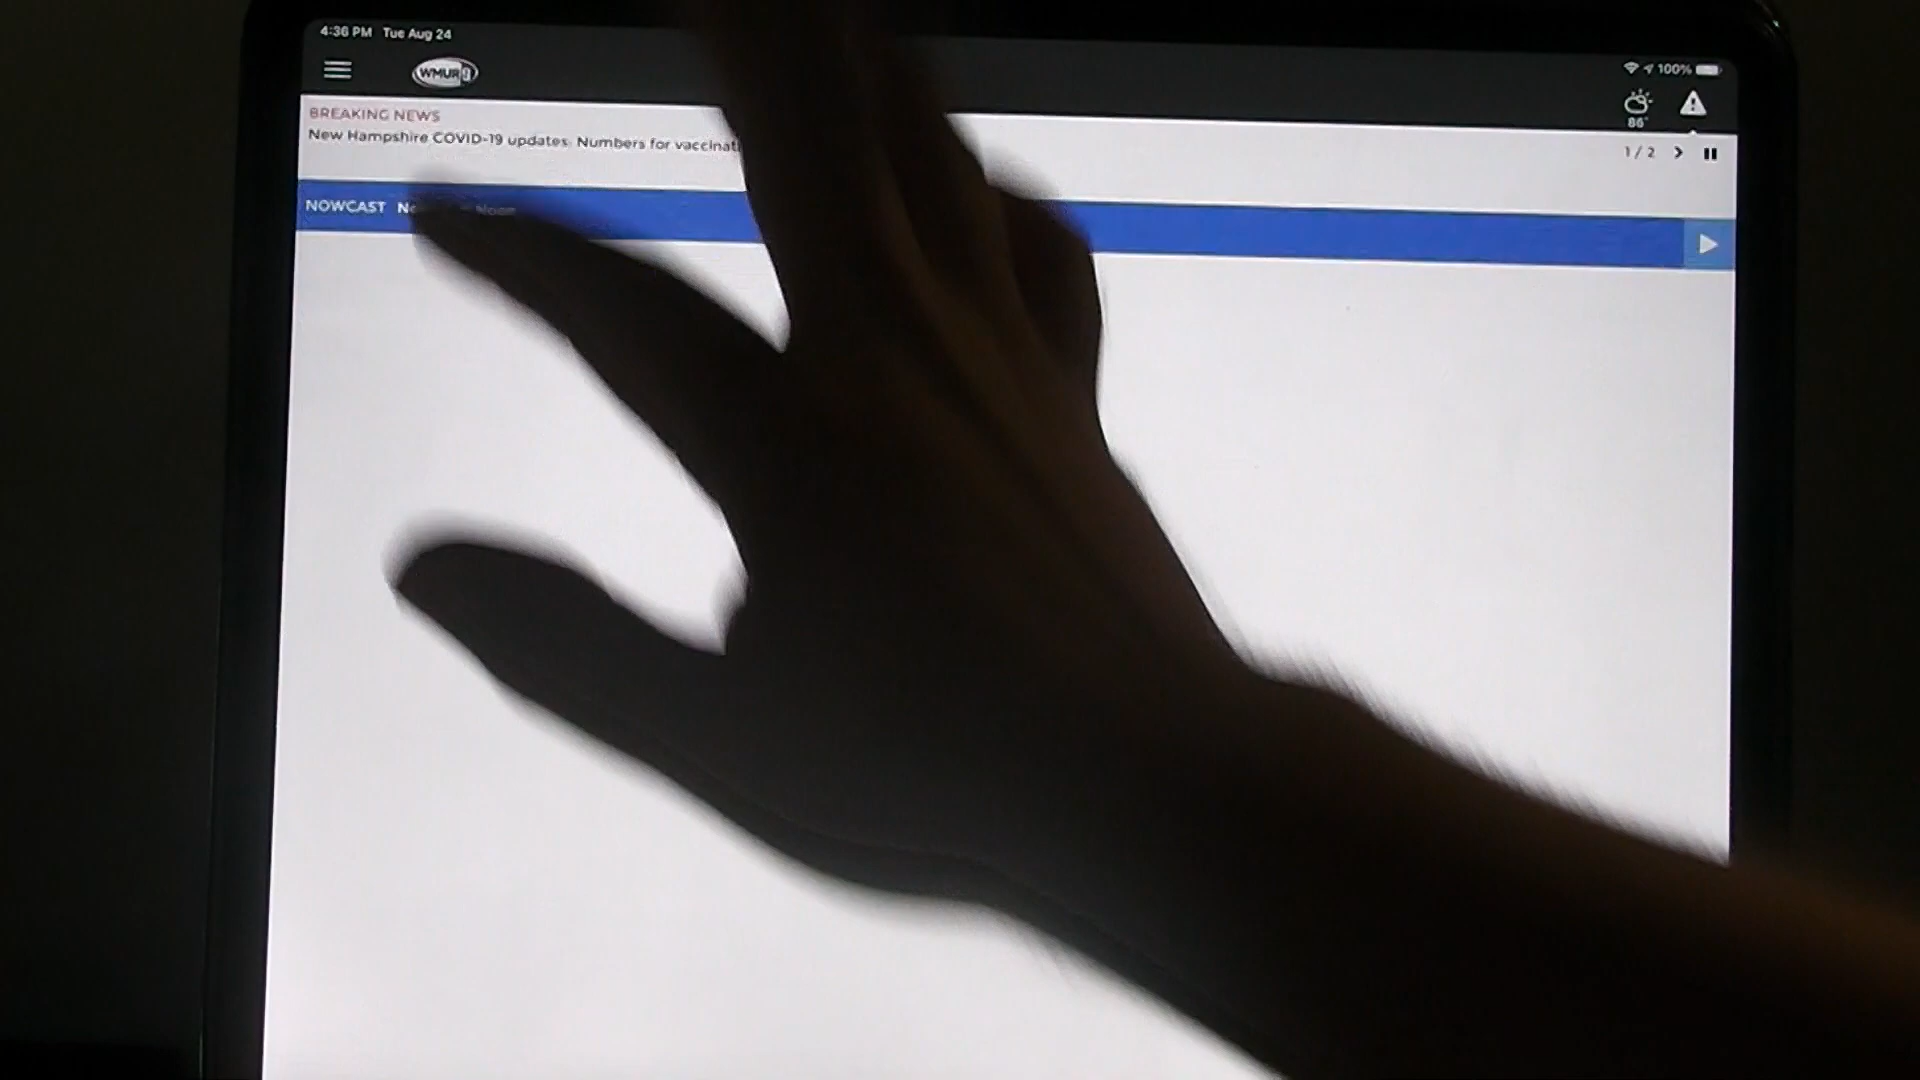 4:36 PM Tue Aug 24
100%
WMUR
86°
BREAKING NEWS
New Hampshire COVID-19 updates: Numbers for
1 / 2
NOWCAST